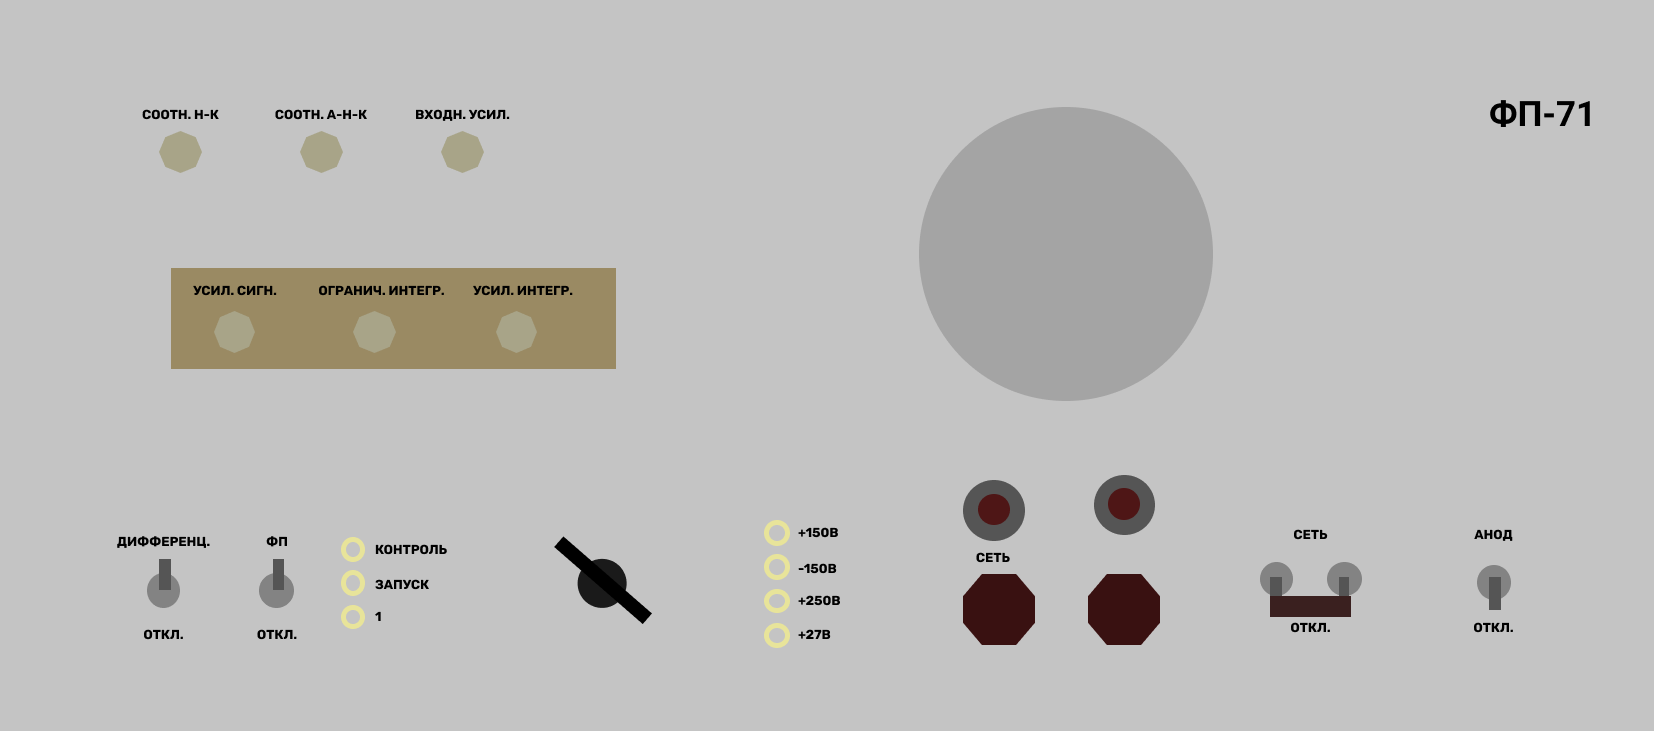 СООТН. Н-К
СООТН. А-Н-К
ВХОДН. УСИЛ.
ФП-71
УСИЛ. СИГН.
ОГРАНИЧ. ИНТЕГР.
УСИЛ. ИНТЕГР.
ДИФФЕРЕНЦ.
ОТКЛ.
ФП
ОТКЛ.
КОНТРОЛЬ
ЗАПУСК
1
+150В
-150В
+250В
+27В
СЕТЬ
СЕТЬ
ОТКЛ.
АНОД
ОТКЛ.